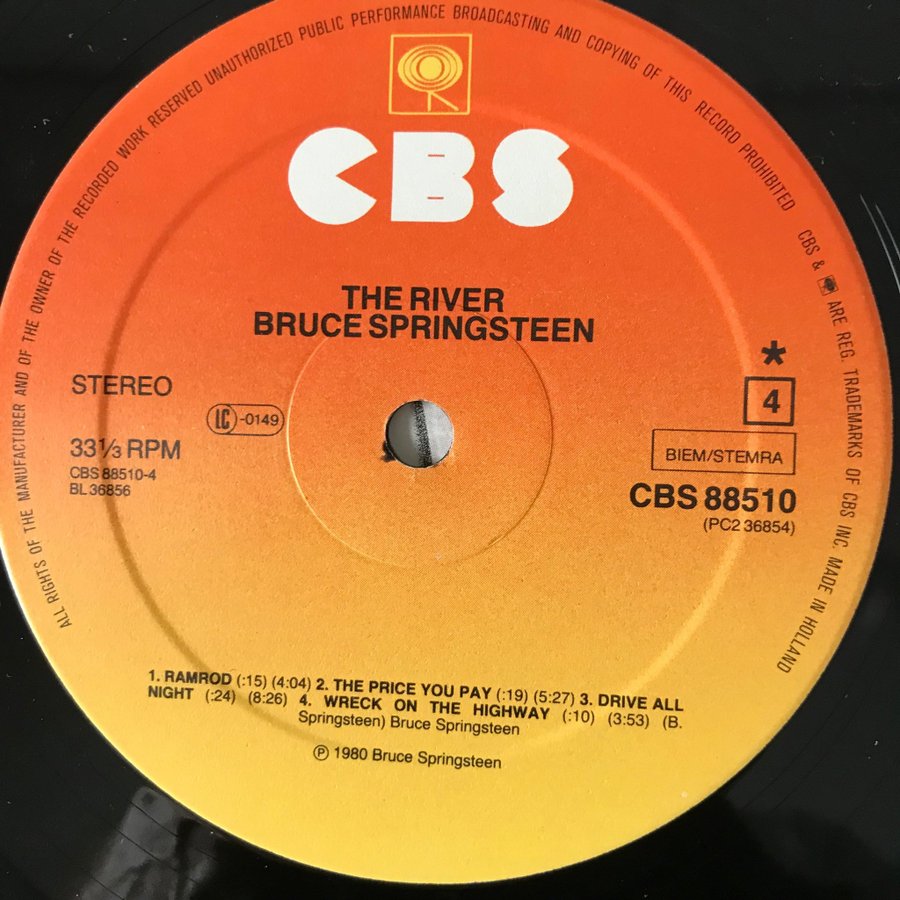 ALL RIGHTS OF THE MANUFACTURER AND OF THE OWNER OF THE RECORDED WORK RESERVED UNAUTHORIZED PUBLIC PERFORMANCE BROADCASTING AND COPYING OF THIS RECORD PROHIBITED CBS & ARE REG. TRADEMARKS OF CBS INC. MADE IN HOLLAND
CBS
THE RIVER
BRUCE SPRINGSTEEN
STEREO
LC -0149
33⅓ RPM
CBS 88510-4
BL 36856
*
4
BIEM/STEMRA
CBS 88510
(PC2 36854)
1. RAMROD (:15) (4:04) 2. THE PRICE YOU PAY (:19) (5:27) 3. DRIVE ALL
NIGHT (:24) (8:26) 4. WRECK ON THE HIGHWAY (:10) (3:53) (B.
Springsteen) Bruce Springsteen
℗ 1980 Bruce Springsteen